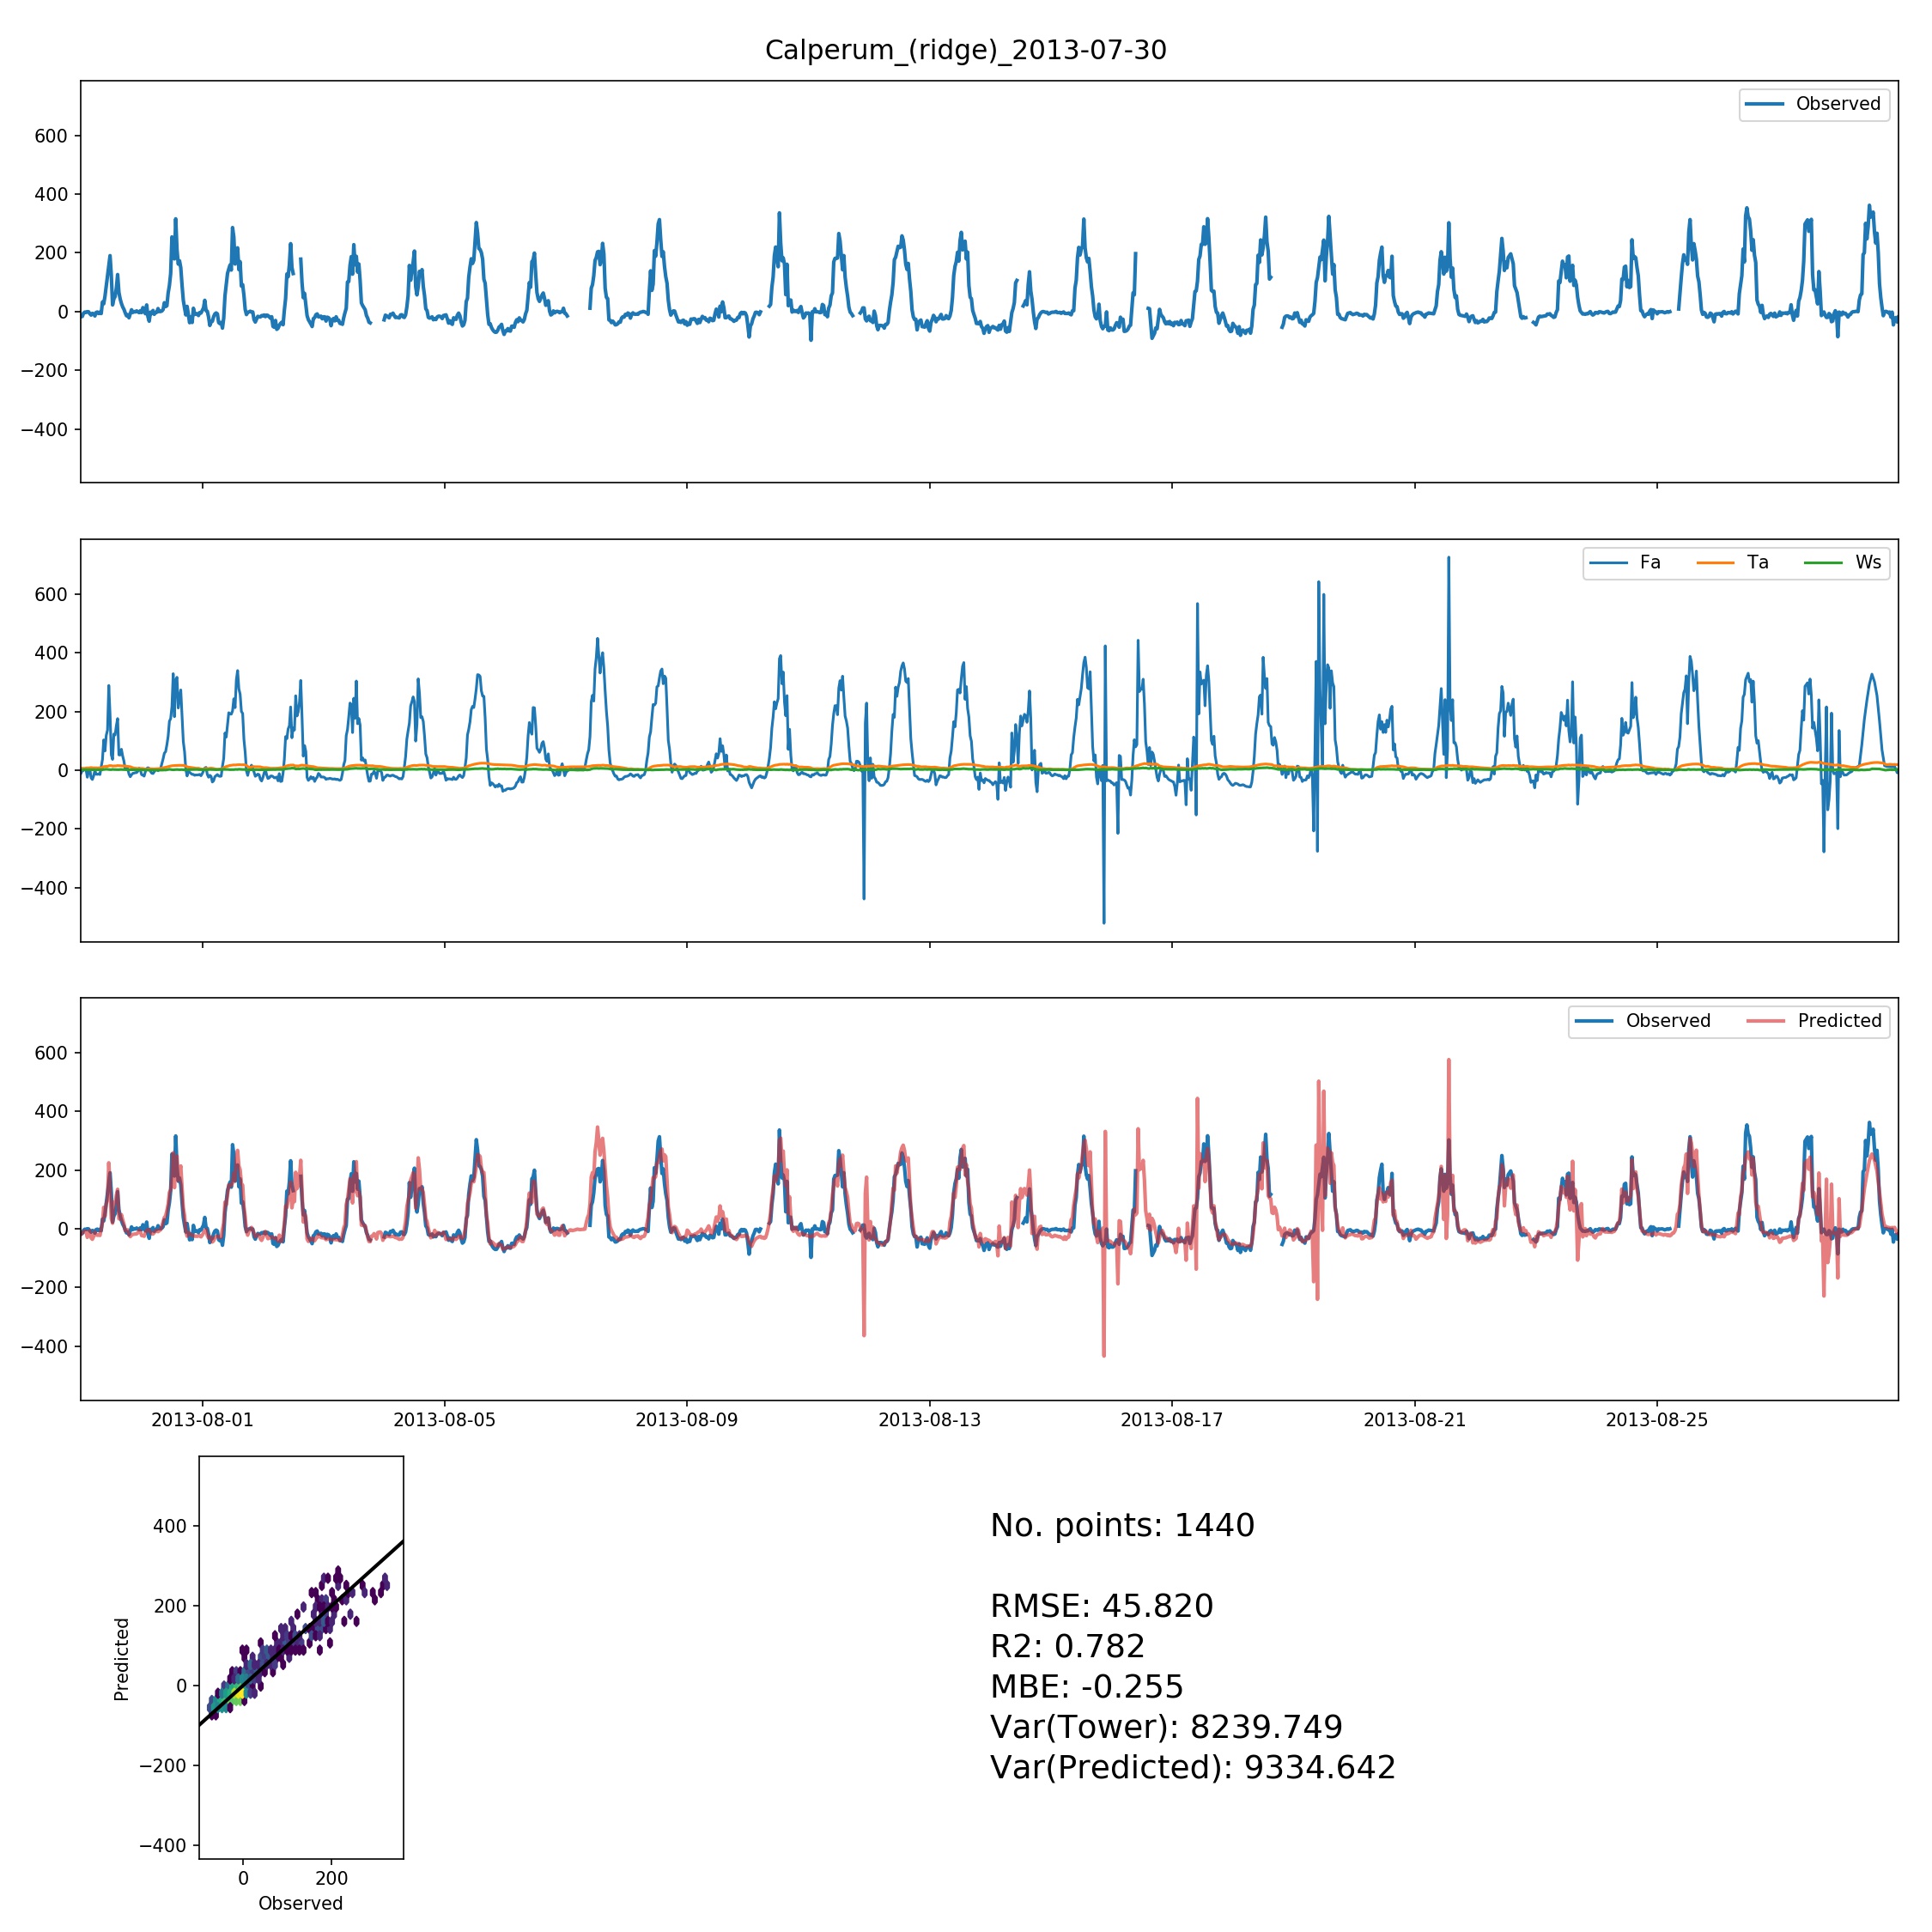 Calperum_(ridge)_2013-07-30
Observed
600
400
200
0
−200
−400
Fa Ta Ws
600
400
200
0
−200
−400
Observed Predicted
600
400
200
0
−200
−400
2013-08-01 2013-08-05 2013-08-09 2013-08-13 2013-08-17 2013-08-21 2013-08-25
400
200
0
−200
−400
Predicted
0 200
Observed
No. points: 1440
RMSE: 45.820
R2: 0.782
MBE: -0.255
Var(Tower): 8239.749
Var(Predicted): 9334.642